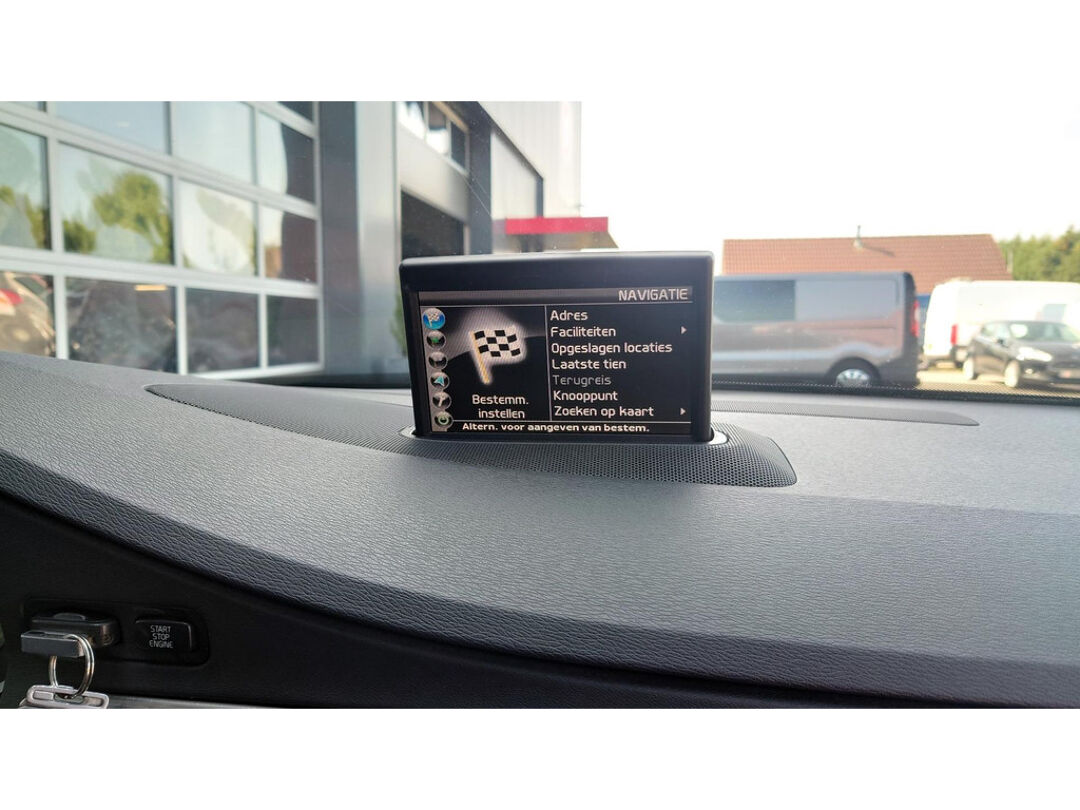 NAVIGATIE
Adres
Faciliteiten
Opgeslagen locaties
Laatste tien
Terugreis
Knooppunt
Zoeken op kaart
Bestemm.
instellen
Altern. voor aangeven van bestem.
START
STOP
ENGINE